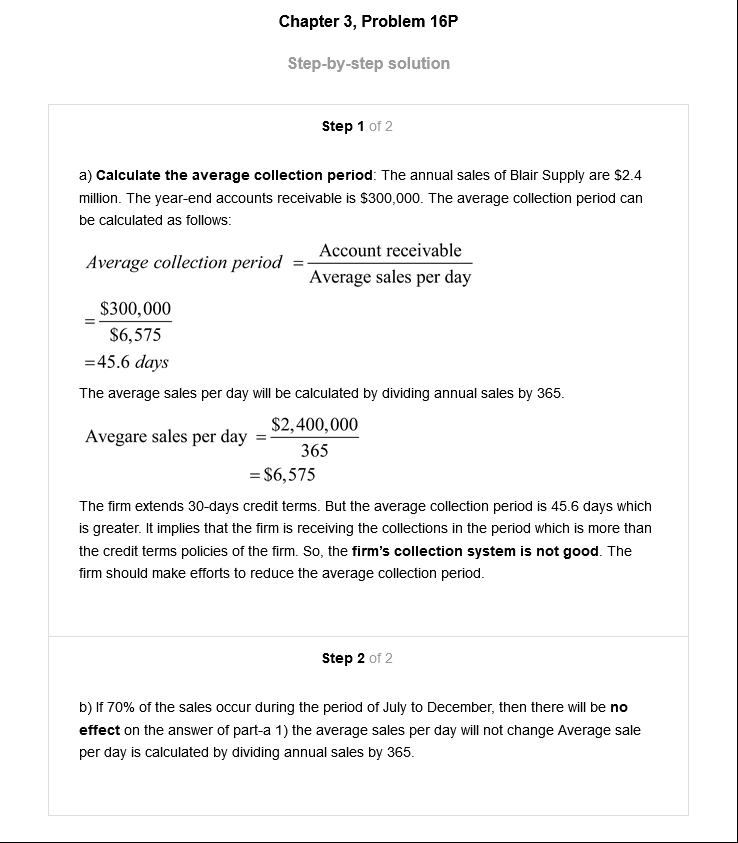 Chapter 3, Problem 16P
Step-by-step solution
Step 1 of 2
a) Calculate the average collection period: The annual sales of Blair Supply are $2.4
million. The year-end accounts receivable is $300,000. The average collection period can
be calculated as follows:
Average collection period = Account receivable / Average sales per day
= $300,000 / $6,575
=45.6 days
The average sales per day will be calculated by dividing annual sales by 365.
Avegare sales per day = $2,400,000 / 365
= $6,575
The firm extends 30-days credit terms. But the average collection period is 45.6 days which
is greater. It implies that the firm is receiving the collections in the period which is more than
the credit terms policies of the firm. So, the firm's collection system is not good. The
firm should make efforts to reduce the average collection period.
Step 2 of 2
b) If 70% of the sales occur during the period of July to December, then there will be no
effect on the answer of part-a 1) the average sales per day will not change Average sale
per day is calculated by dividing annual sales by 365.